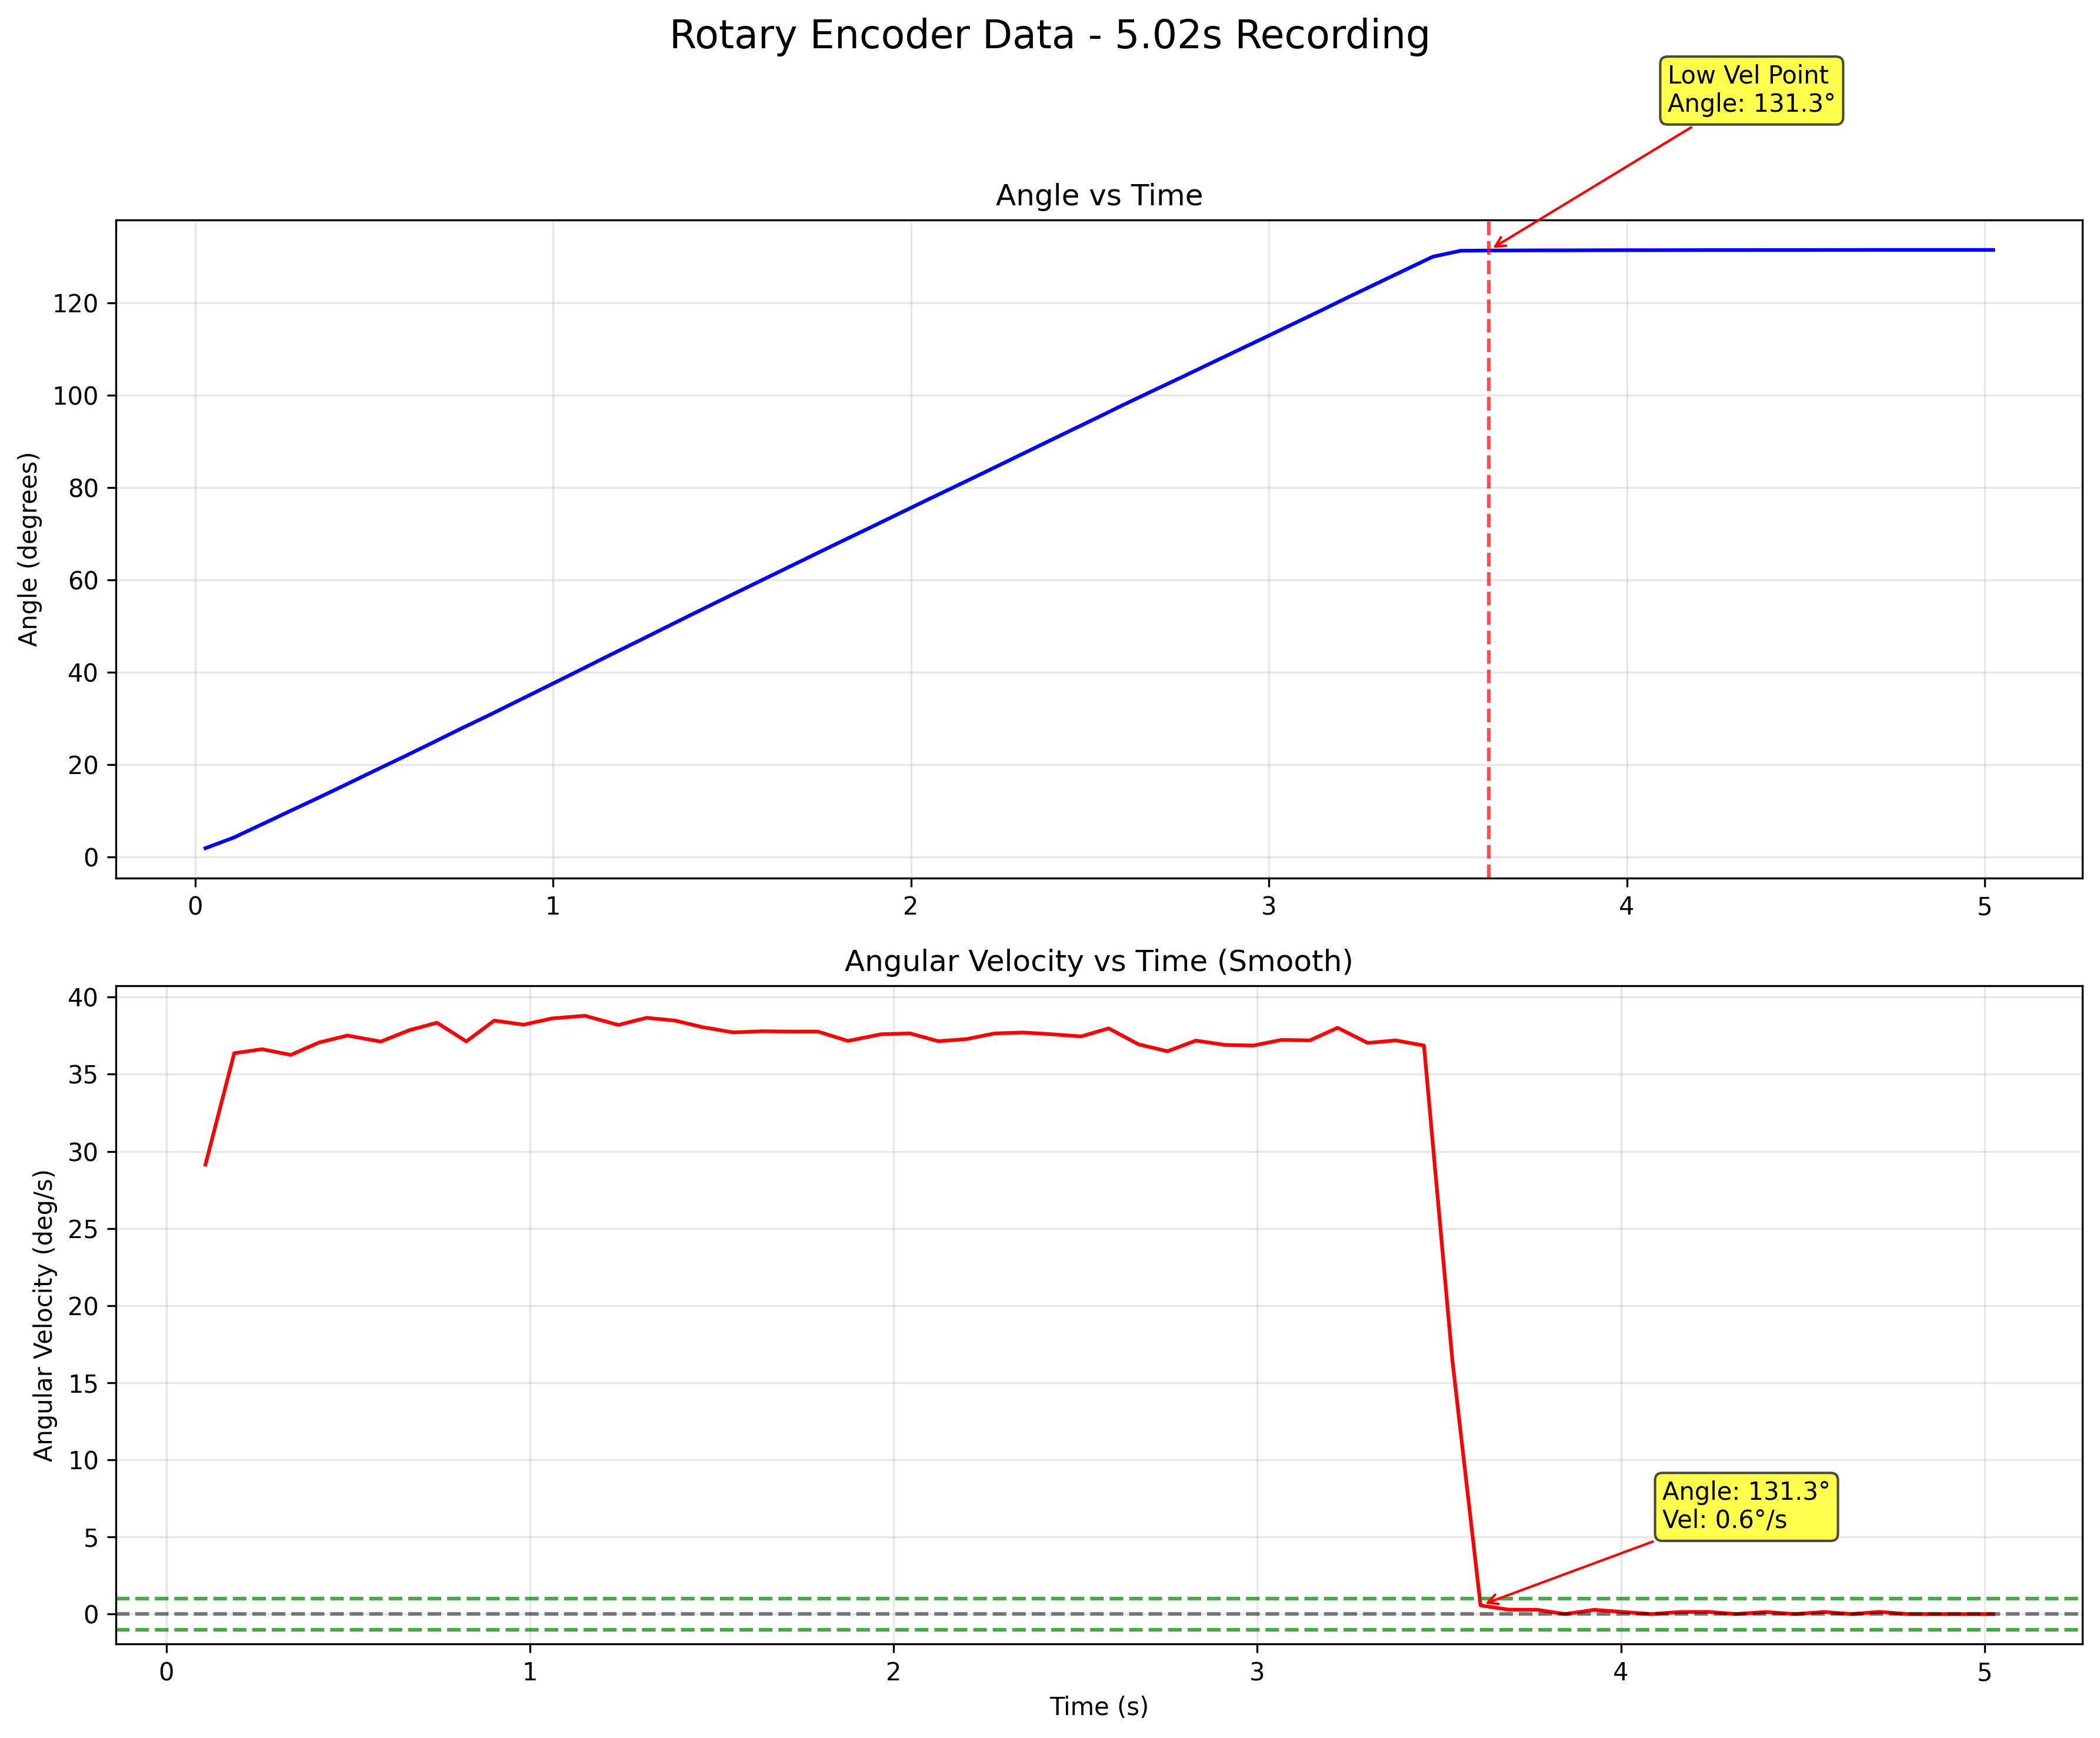 Rotary Encoder Data - 5.02s Recording
Low Vel Point
Angle: 131.3°
Angle vs Time
Angle (degrees)
120
100
80
60
40
20
0
0 1 2 3 4 5
Angular Velocity vs Time (Smooth)
Angular Velocity (deg/s)
40
35
30
25
20
15
10
5
0
Angle: 131.3°
Vel: 0.6°/s
0 1 2 3 4 5
Time (s)